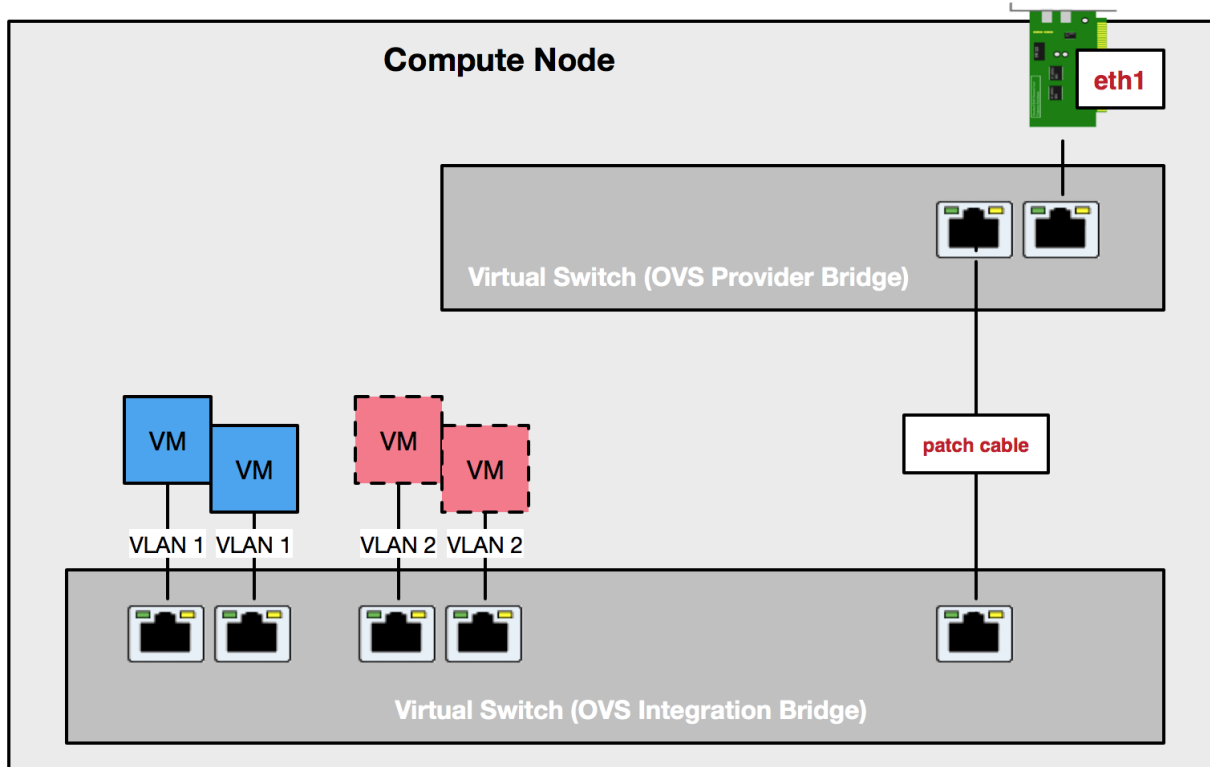 Compute Node
eth1
Virtual Switch (OVS Provider Bridge)
VM
VM
VM
VM
patch cable
VLAN 1
VLAN 1
VLAN 2
VLAN 2
Virtual Switch (OVS Integration Bridge)